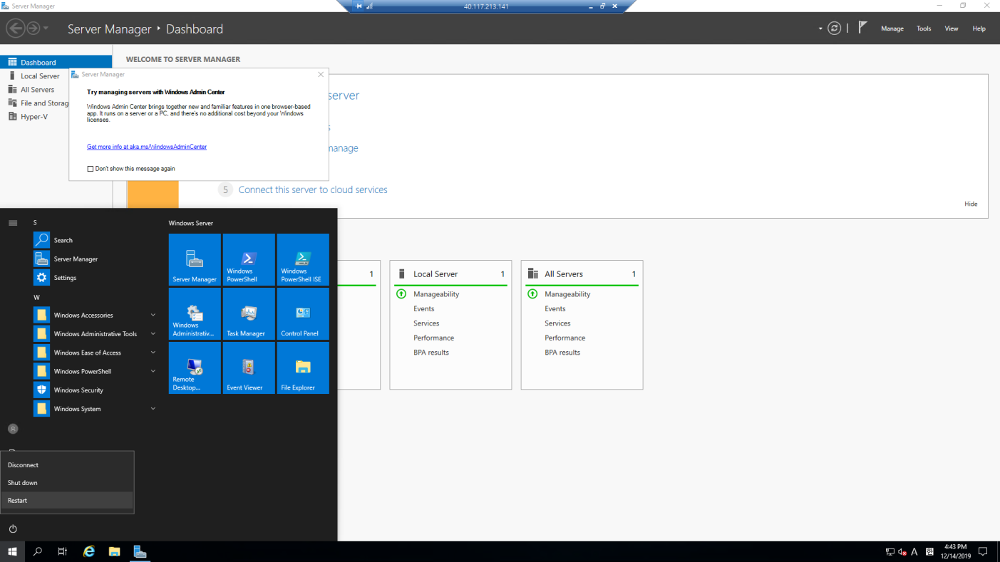 Server Manager
40.117.213.141
Server Manager • Dashboard
Manage
Tools
View
Help
Dashboard
Local Server
All Servers
File and Storag
Hyper-V
WELCOME TO SERVER MANAGER
Server Manager
Try managing servers with Windows Admin Center
Windows Admin Center brings together new and familiar features in one browser-based
app. It runs on a server or a PC, and there's no additional cost beyond your Windows
licenses.
Get more info at aka.ms/WindowsAdminCenter
Don't show this message again
server
manage
5 Connect this server to cloud services
Hide
S
Search
Server Manager
Settings
W
Windows Accessories
Windows Administrative Tools
Windows Ease of Access
Windows PowerShell
Windows Security
Windows System
Disconnect
Shut down
Restart
Windows Server
Server Manager
Windows
PowerShell
Windows
PowerShell ISE
Windows
Administrativ...
Task Manager
Control Panel
Remote
Desktop...
Event Viewer
File Explorer
1
Local Server 1
Manageability
Events
Services
Performance
BPA results
All Servers 1
Manageability
Events
Services
Performance
BPA results
A
4:43 PM
12/14/2019